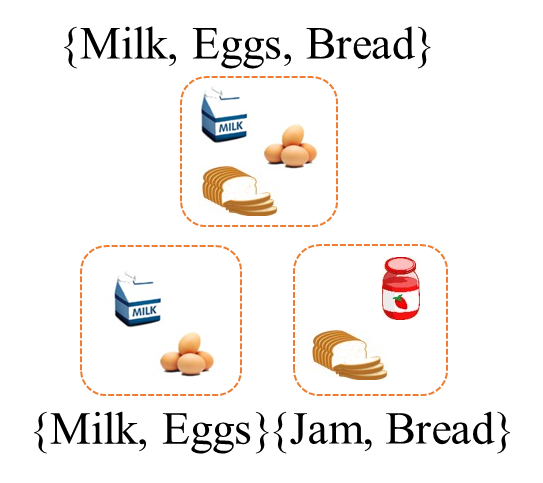 {Milk, Eggs, Bread}
MILK
MILK
{Milk, Eggs}{Jam, Bread}